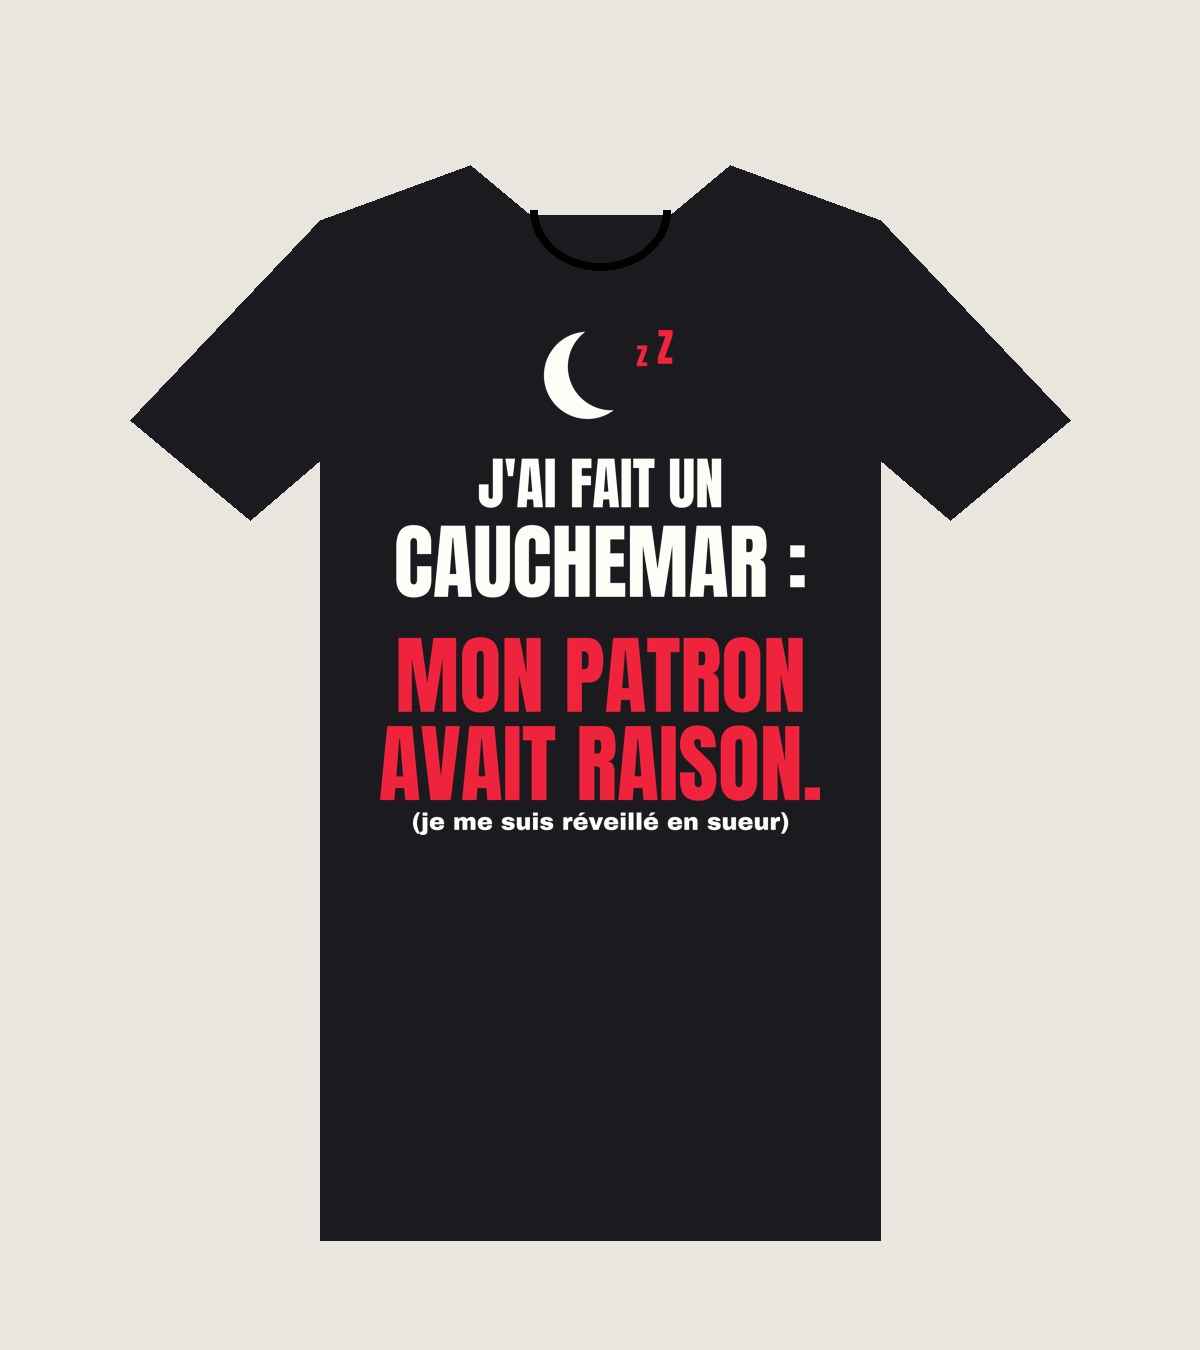 z Z
J'AI FAIT UN
CAUCHEMAR :
MON PATRON
AVAIT RAISON.
(je me suis réveillé en sueur)